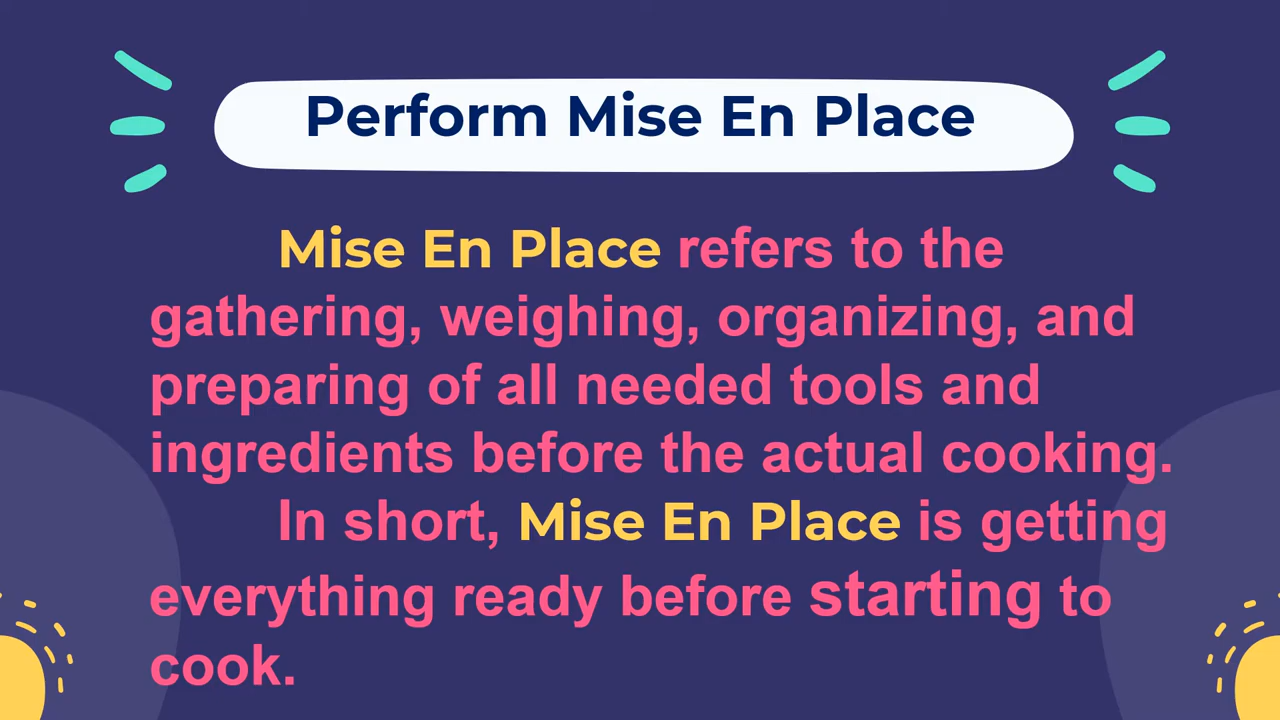 Perform Mise En Place
Mise En Place refers to the
gathering, weighing, organizing, and
preparing of all needed tools and
ingredients before the actual cooking.
In short, Mise En Place is getting
everything ready before starting to
cook.